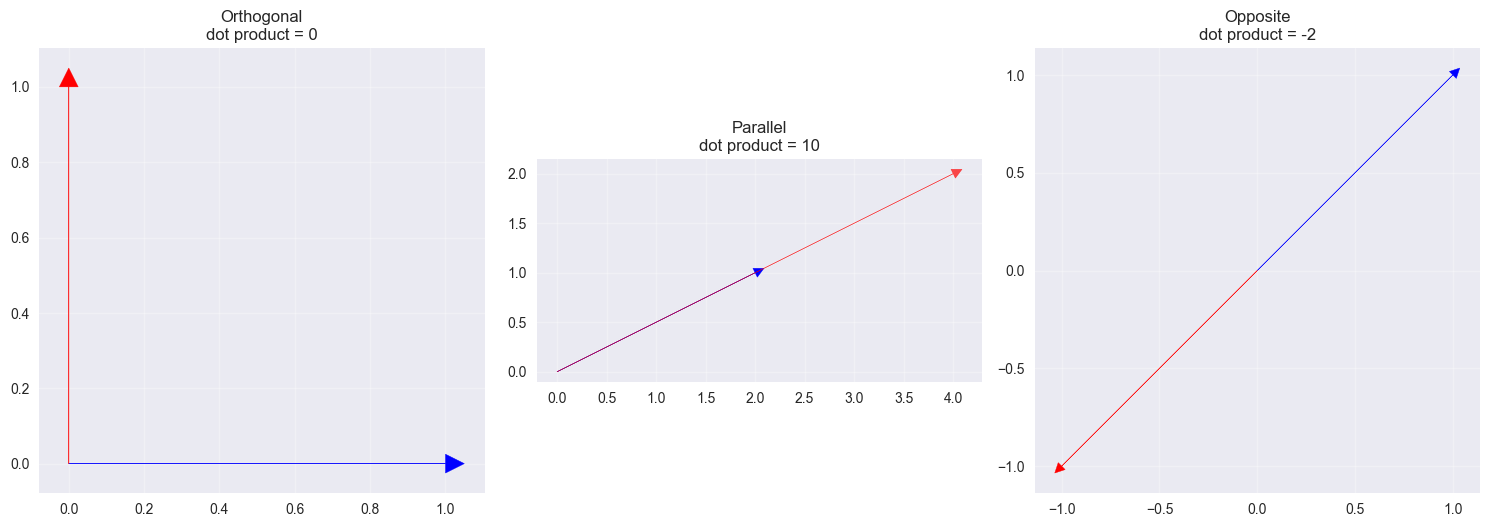 Orthogonal
dot product = 0
1.0
0.8
0.6
0.4
0.2
0.0
0.0 0.2 0.4 0.6 0.8 1.0
Parallel
dot product = 10
2.0
1.5
1.0
0.5
0.0
0.0 0.5 1.0 1.5 2.0 2.5 3.0 3.5 4.0
Opposite
dot product = -2
1.0
0.5
0.0
−0.5
−1.0
−1.0 −0.5 0.0 0.5 1.0